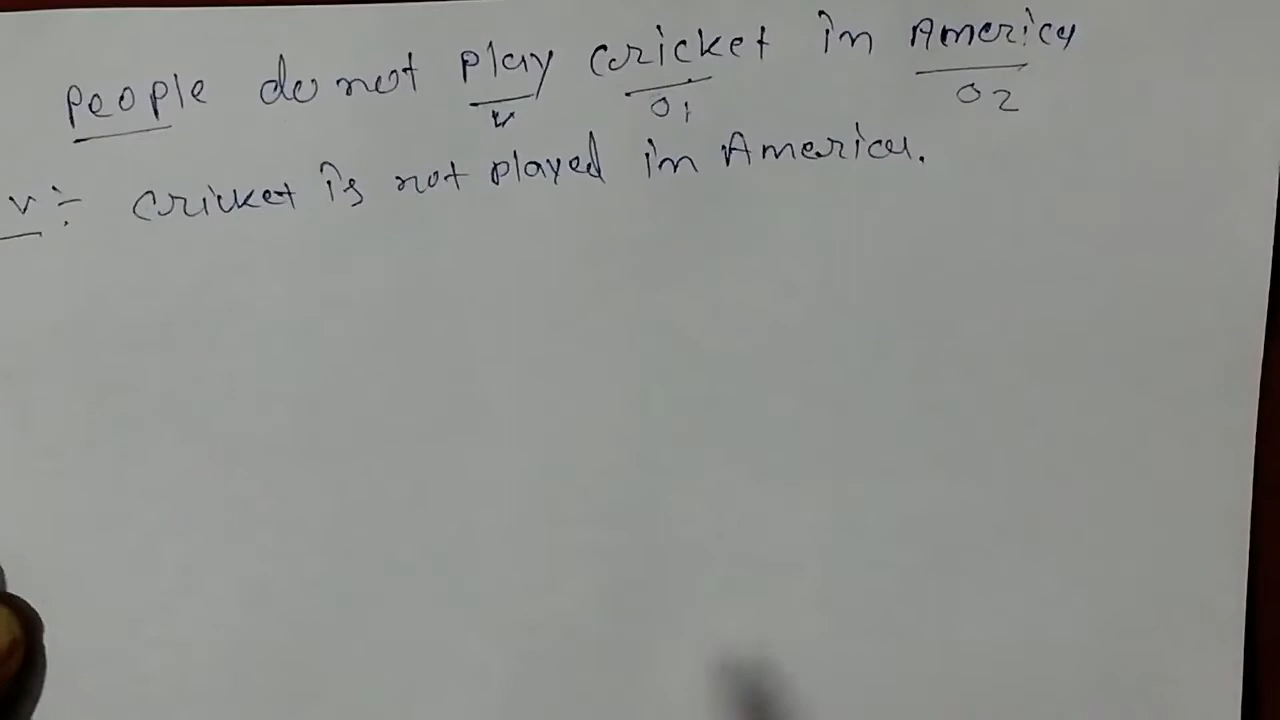 People do not play cricket in America
v O1 O2
v:- cricket is not played in America.